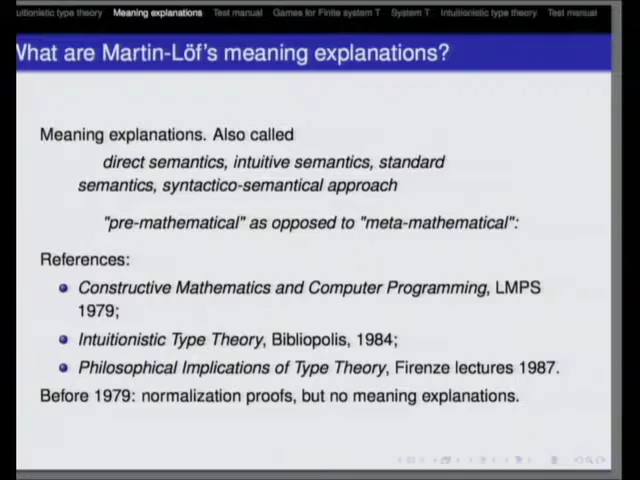 uitionistic type theory Meaning explanations Test manual Games for Finite system T System T Intuitionistic type theory Test manual
What are Martin-Löf's meaning explanations?
Meaning explanations. Also called
direct semantics, intuitive semantics, standard
semantics, syntactico-semantical approach
"pre-mathematical" as opposed to "meta-mathematical":
References:
Constructive Mathematics and Computer Programming, LMPS
1979;
Intuitionistic Type Theory, Bibliopolis, 1984;
Philosophical Implications of Type Theory, Firenze lectures 1987.
Before 1979: normalization proofs, but no meaning explanations.